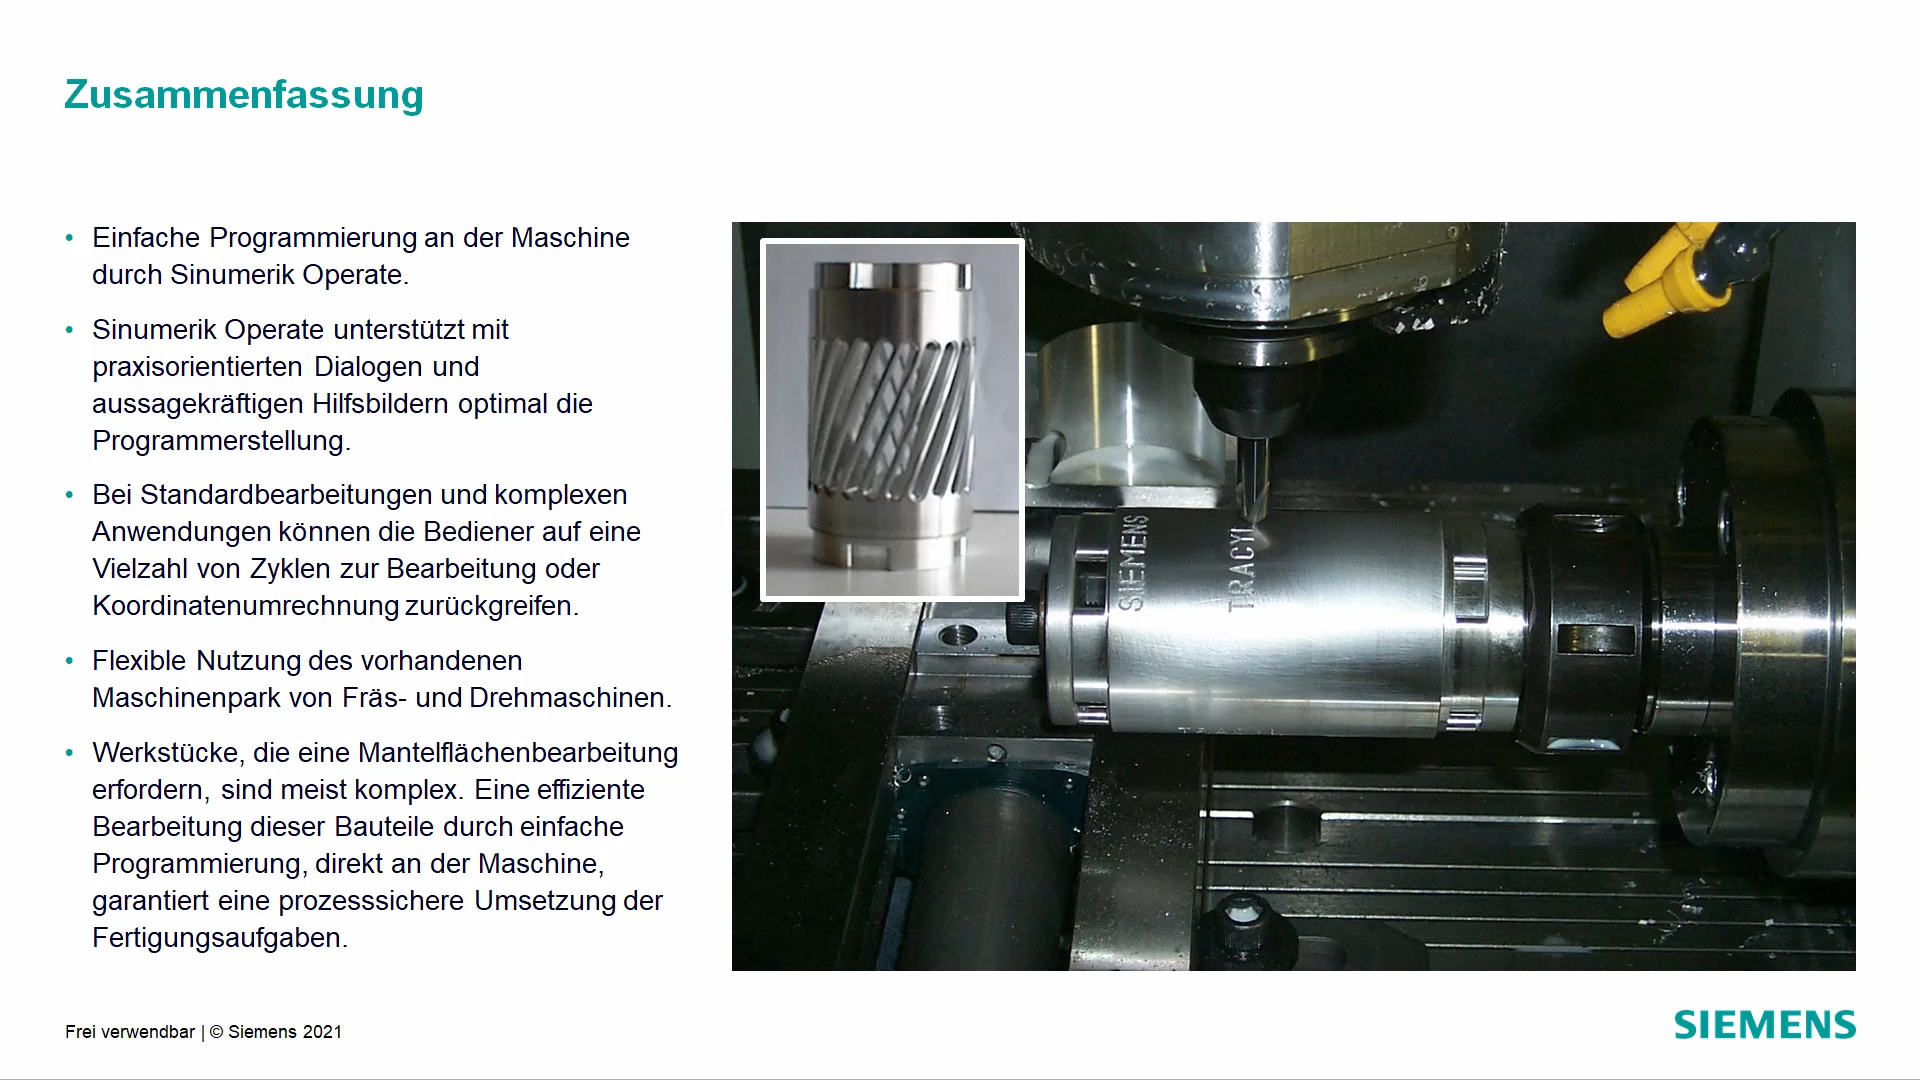 Zusammenfassung
• Einfache Programmierung an der Maschine
durch Sinumerik Operate.
• Sinumerik Operate unterstützt mit
praxisorientierten Dialogen und
aussagekräftigen Hilfsbildern optimal die
Programmerstellung.
• Bei Standardbearbeitungen und komplexen
Anwendungen können die Bediener auf eine
Vielzahl von Zyklen zur Bearbeitung oder
Koordinatenumrechnung zurückgreifen.
• Flexible Nutzung des vorhandenen
Maschinenpark von Fräs- und Drehmaschinen.
• Werkstücke, die eine Mantelflächenbearbeitung
erfordern, sind meist komplex. Eine effiziente
Bearbeitung dieser Bauteile durch einfache
Programmierung, direkt an der Maschine,
garantiert eine prozesssichere Umsetzung der
Fertigungsaufgaben.
SIEMENS
TRACYL
Frei verwendbar | © Siemens 2021
SIEMENS